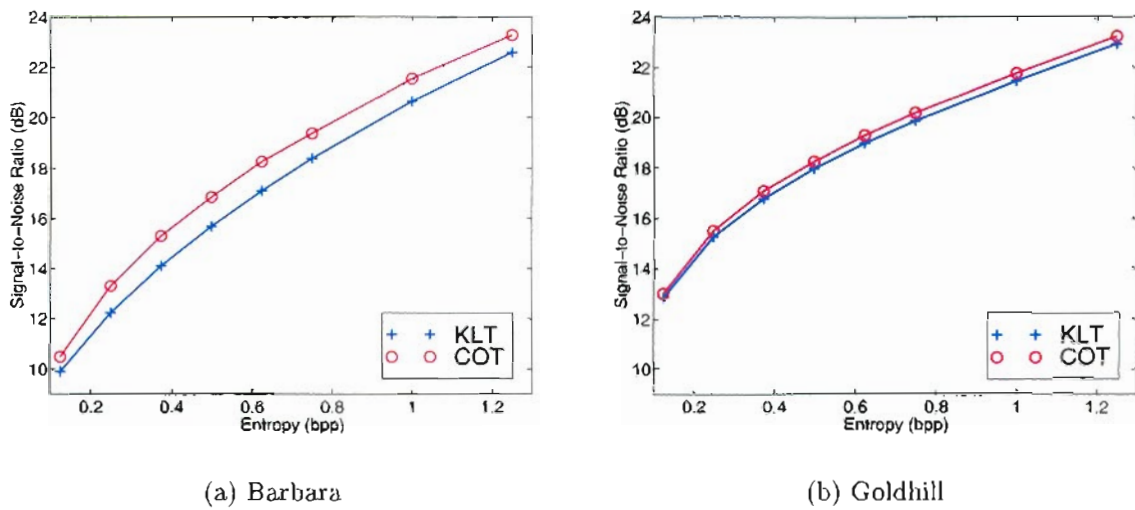 24
22
20
18
16
14
12
10
Signal-to-Noise Ratio (dB)
KLT
COT
0.2 0.4 0.6 0.8 1 1.2
Entropy (bpp)
(a) Barbara
24
22
20
18
16
14
12
10
Signal-to-Noise Ratio (dB)
KLT
COT
0.2 0.4 0.6 0.8 1 1.2
Entropy (bpp)
(b) Goldhill